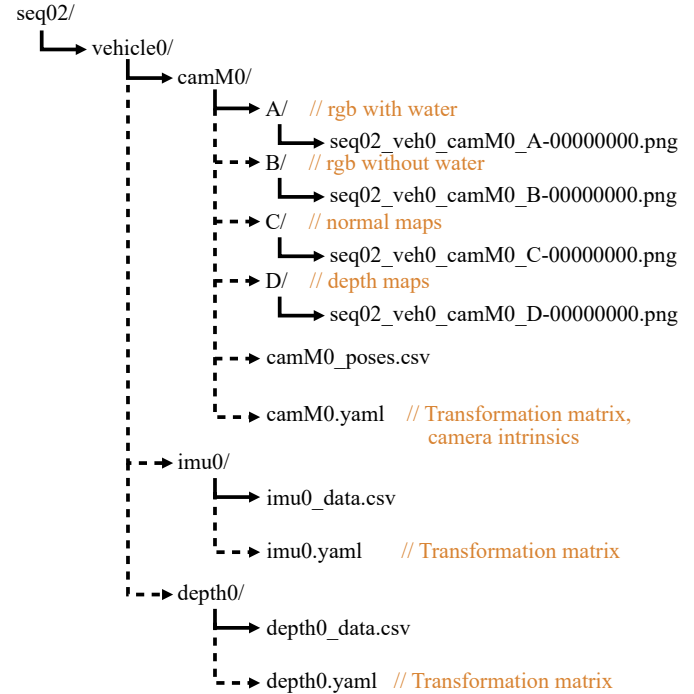 seq02/
vehicle0/
camM0/
A/ // rgb with water
seq02_veh0_camM0_A-00000000.png
B/ // rgb without water
seq02_veh0_camM0_B-00000000.png
C/ // normal maps
seq02_veh0_camM0_C-00000000.png
D/ // depth maps
seq02_veh0_camM0_D-00000000.png
camM0_poses.csv
camM0.yaml // Transformation matrix,
camera intrinsics
imu0/
imu0_data.csv
imu0.yaml // Transformation matrix
depth0/
depth0_data.csv
depth0.yaml // Transformation matrix